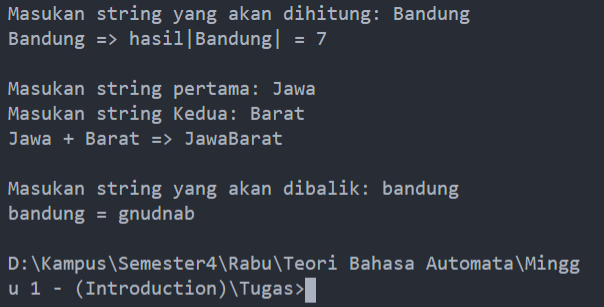 Masukan string yang akan dihitung: Bandung
Bandung => hasil|Bandung| = 7
Masukan string pertama: Jawa
Masukan string Kedua: Barat
Jawa + Barat => JawaBarat
Masukan string yang akan dibalik: bandung
bandung = gnudnab
D:\Kampus\Semester4\Rabu\Teori Bahasa Automata\Mingg
u 1 - (Introduction)\Tugas>